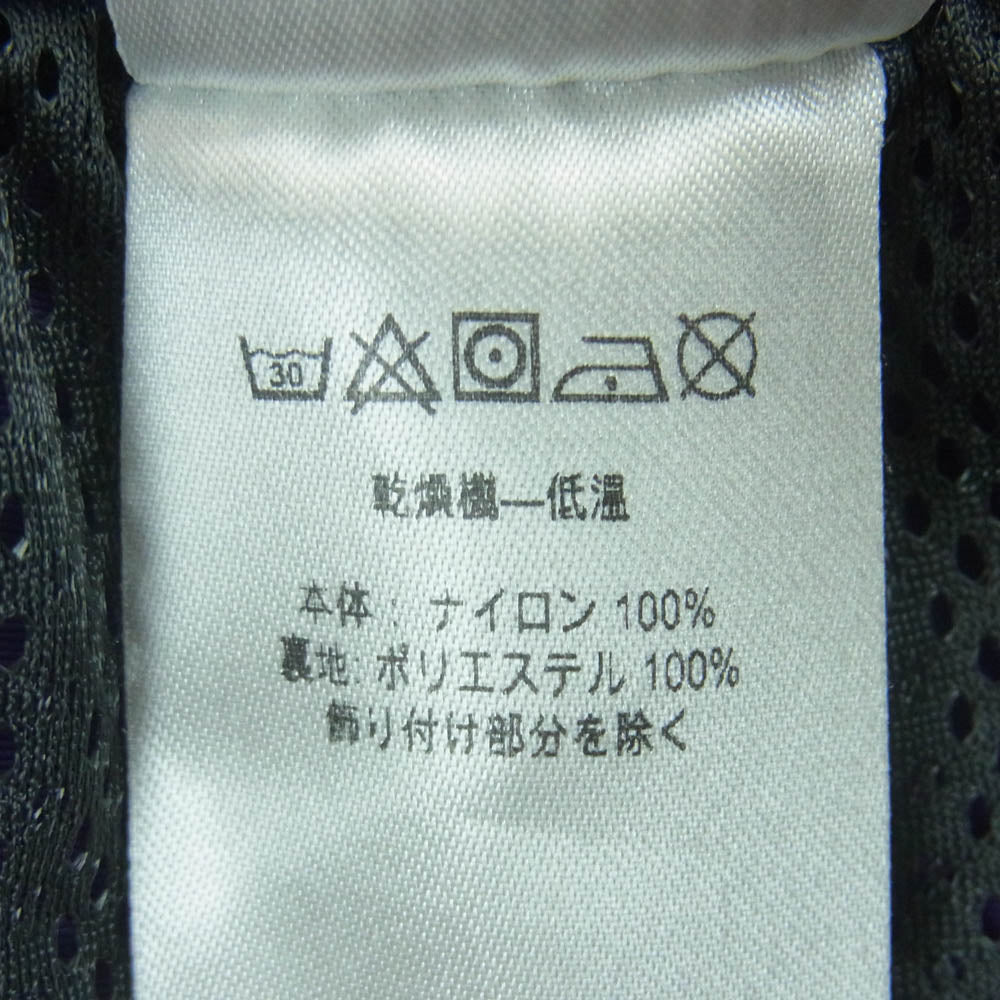 30
乾燥機—低温
本体: ナイロン 100%
裏地: ポリエステル 100%
飾り付け部分を除く